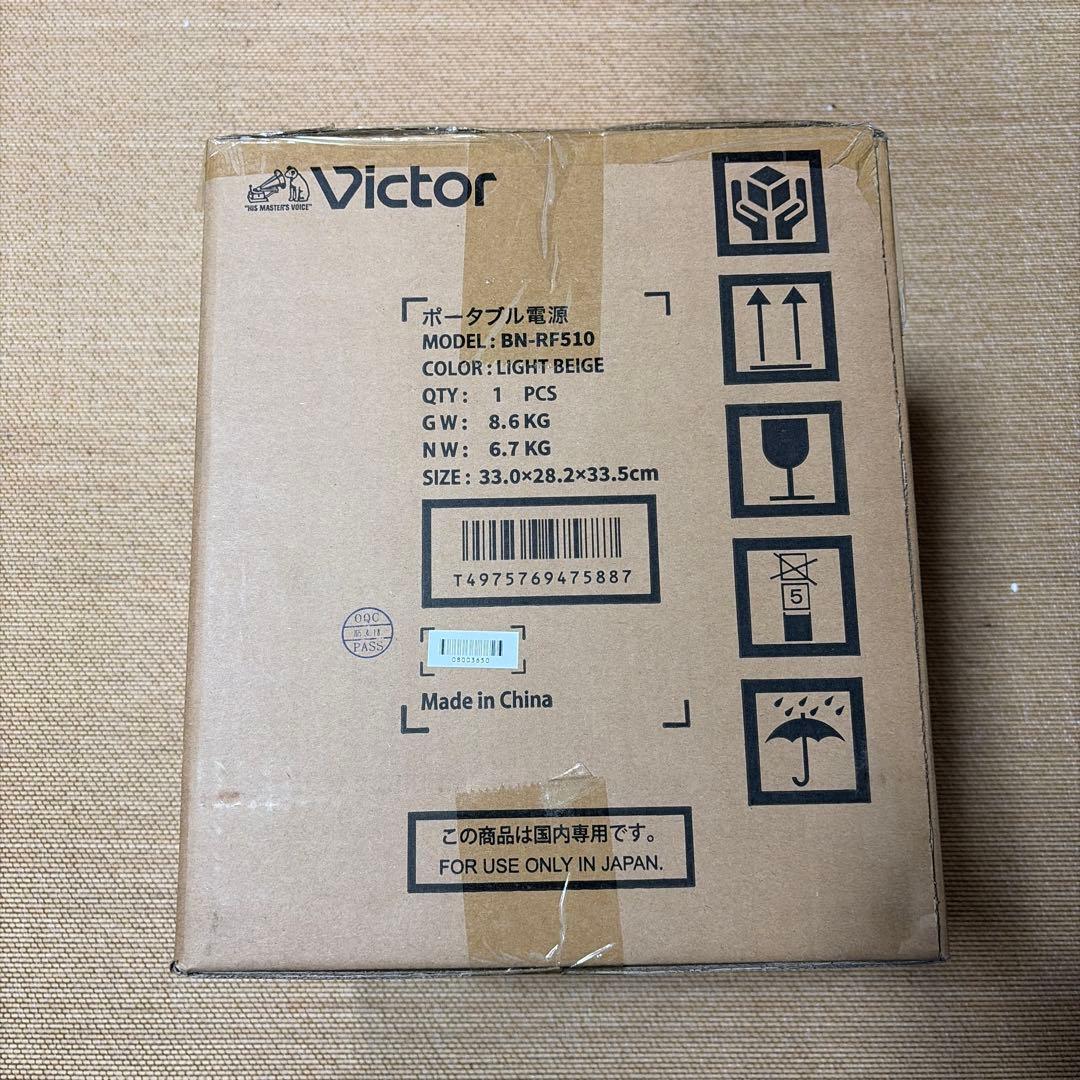 "HIS MASTER'S VOICE"
Victor
ポータブル電源
MODEL : BN-RF510
COLOR : LIGHT BEIGE
QTY : 1 PCS
GW : 8.6 KG
NW : 6.7 KG
SIZE : 33.0×28.2×33.5cm
T4975769475887
5
OQC
PASS
08003650
Made in China
この商品は国内専用です。
FOR USE ONLY IN JAPAN.